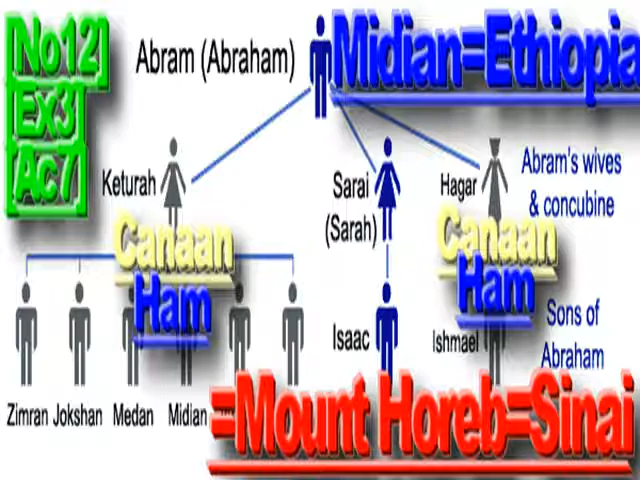 [No12]
[Ex3]
[Ac7]
Abram (Abraham)
Midian=Ethiopia
Keturah
Sarai
(Sarah)
Hagar
Abram's wives
& concubine
Canaan
Ham
Canaan
Ham
Isaac
Ishmael
Sons of
Abraham
Zimran Jokshan Medan Midian
=Mount Horeb=Sinai